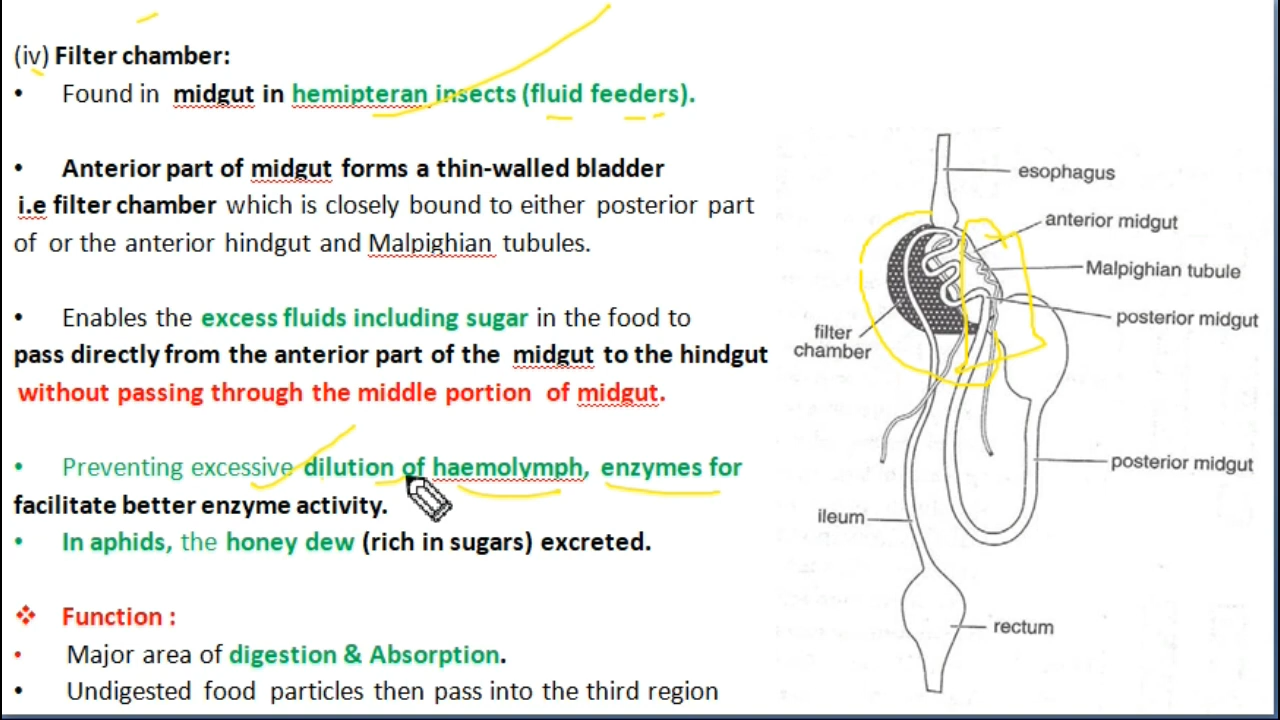 (iv) Filter chamber:
• Found in midgut in hemipteran insects (fluid feeders).
• Anterior part of midgut forms a thin-walled bladder
i.e filter chamber which is closely bound to either posterior part
of or the anterior hindgut and Malpighian tubules.
• Enables the excess fluids including sugar in the food to
pass directly from the anterior part of the midgut to the hindgut
without passing through the middle portion of midgut.
• Preventing excessive dilution of haemolymph, enzymes for
facilitate better enzyme activity.
• In aphids, the honey dew (rich in sugars) excreted.
❖ Function :
• Major area of digestion & Absorption.
• Undigested food particles then pass into the third region
esophagus
anterior midgut
Malpighian tubule
posterior midgut
filter
chamber
posterior midgut
ileum
rectum